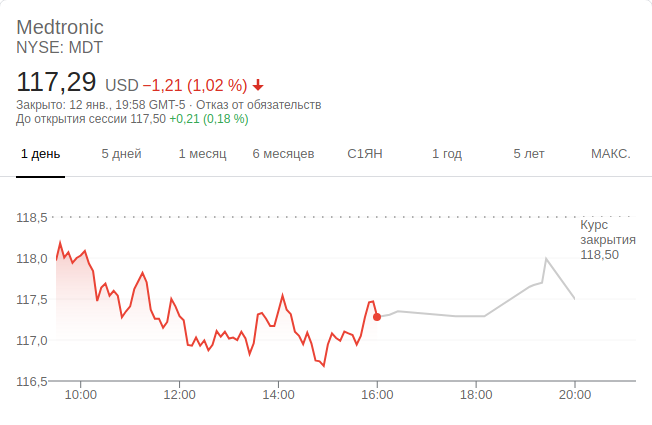 Medtronic
NYSE: MDT
117,29 USD −1,21 (1,02 %)
Закрыто: 12 янв., 19:58 GMT-5 · Отказ от обязательств
До открытия сессии 117,50 +0,21 (0,18 %)
1 день 5 дней 1 месяц 6 месяцев С1ЯН 1 год 5 лет МАКС.
118,5
Курс
закрытия
118,50
118,0
117,5
117,0
116,5
10:00 12:00 14:00 16:00 18:00 20:00